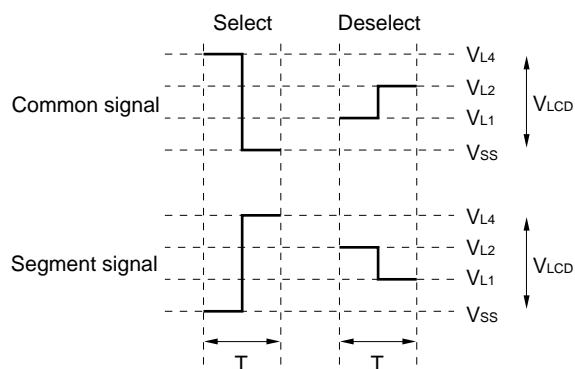 Select Deselect
VL4
VL2
Common signal VLCD
VL1
VSS
VL4
VL2
Segment signal VLCD
VL1
VSS
T T